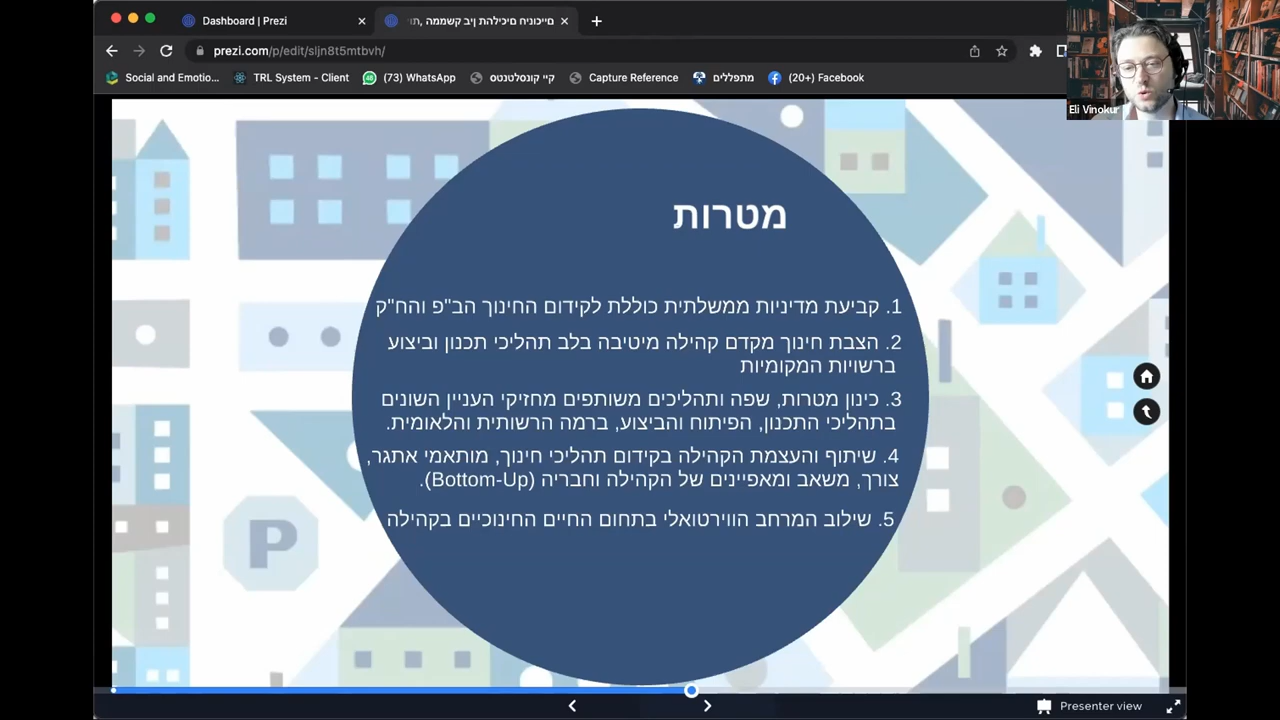 Dashboard | Prezi
prezi.com/p/edit/sljn8t5mtbvh/
Social and Emotio...
TRL System - Client
(73) WhatsApp
קיי קונסלטנטס
Capture Reference
מתפללים
(20+) Facebook
Eli Vinokur
מטרות
1. קביעת מדיניות ממשלתית כוללת לקידום החינוך הב"פ והח"ק
2. הצבת חינוך מקדם קהילה מיטיבה בלב תהליכי תכנון וביצוע
ברשויות המקומיות
3. כינון מטרות, שפה ותהליכים משותפים מחזיקי העניין השונים
בתהליכי התכנון, הפיתוח והביצוע, ברמה הרשותית והלאומית.
4. שיתוף והעצמת הקהילה בקידום תהליכי חינוך, מותאמי אתגר,
צורך, משאב ומאפיינים של הקהילה וחבריה (Bottom-Up).
5. שילוב המרחב הווירטואלי בתחום החיים החינוכיים בקהילה
P
Presenter view